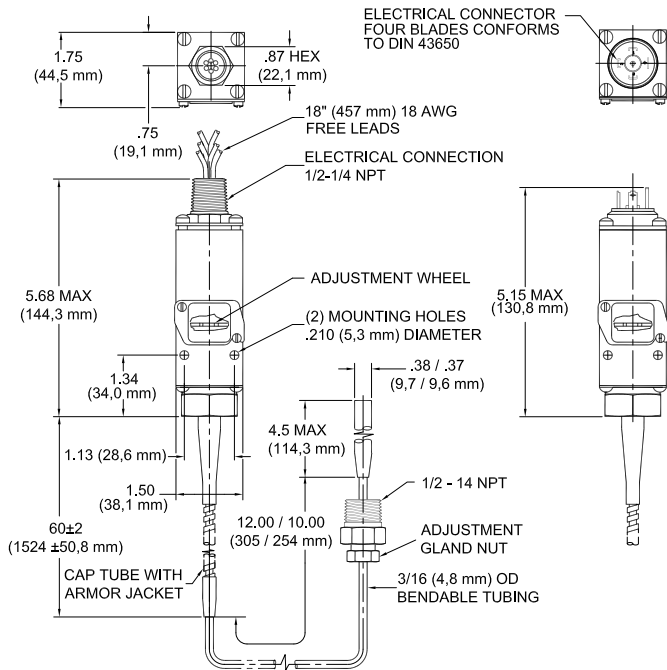 ELECTRICAL CONNECTOR
FOUR BLADES CONFORMS
TO DIN 43650
1.75
(44,5 mm)
.87 HEX
(22,1 mm)
.75
(19,1 mm)
18" (457 mm) 18 AWG
FREE LEADS
ELECTRICAL CONNECTION
1/2-1/4 NPT
5.68 MAX
(144,3 mm)
ADJUSTMENT WHEEL
5.15 MAX
(130,8 mm)
(2) MOUNTING HOLES
.210 (5,3 mm) DIAMETER
1.34
(34,0 mm)
.38 / .37
(9,7 / 9,6 mm)
4.5 MAX
(114,3 mm)
1.13 (28,6 mm)
1.50
(38,1 mm)
1/2 - 14 NPT
60±2
(1524 ±50,8 mm)
12.00 / 10.00
(305 / 254 mm)
ADJUSTMENT
GLAND NUT
CAP TUBE WITH
ARMOR JACKET
3/16 (4,8 mm) OD
BENDABLE TUBING